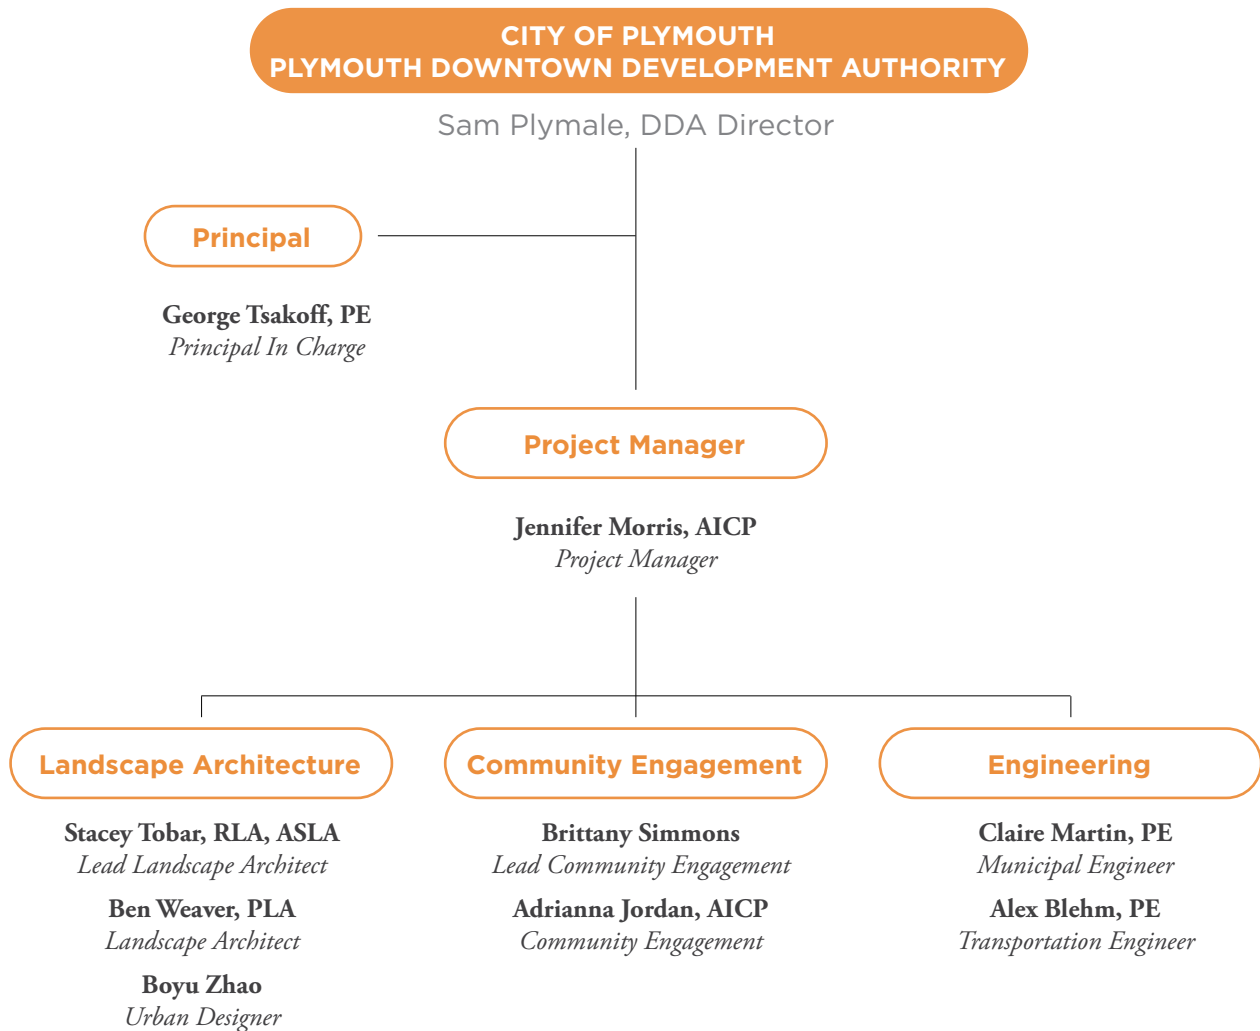 CITY OF PLYMOUTH
PLYMOUTH DOWNTOWN DEVELOPMENT AUTHORITY
Sam Plymale, DDA Director
Principal
George Tsakoff, PE
Principal In Charge
Project Manager
Jennifer Morris, AICP
Project Manager
Landscape Architecture
Stacey Tobar, RLA, ASLA
Lead Landscape Architect
Ben Weaver, PLA
Landscape Architect
Boyu Zhao
Urban Designer
Community Engagement
Brittany Simmons
Lead Community Engagement
Adrianna Jordan, AICP
Community Engagement
Engineering
Claire Martin, PE
Municipal Engineer
Alex Blehm, PE
Transportation Engineer